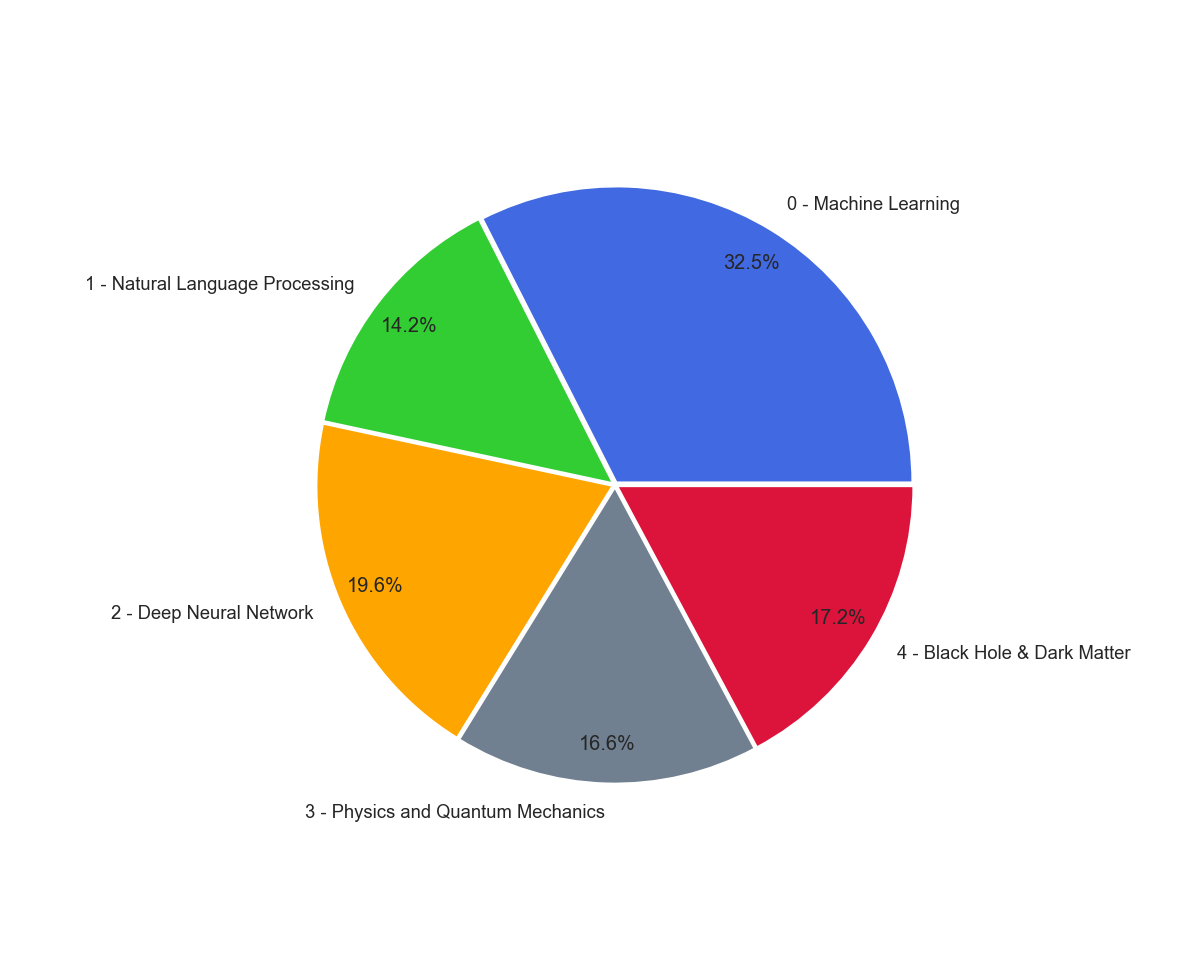 0 - Machine Learning
32.5%
1 - Natural Language Processing
14.2%
19.6%
2 - Deep Neural Network
17.2%
4 - Black Hole & Dark Matter
16.6%
3 - Physics and Quantum Mechanics